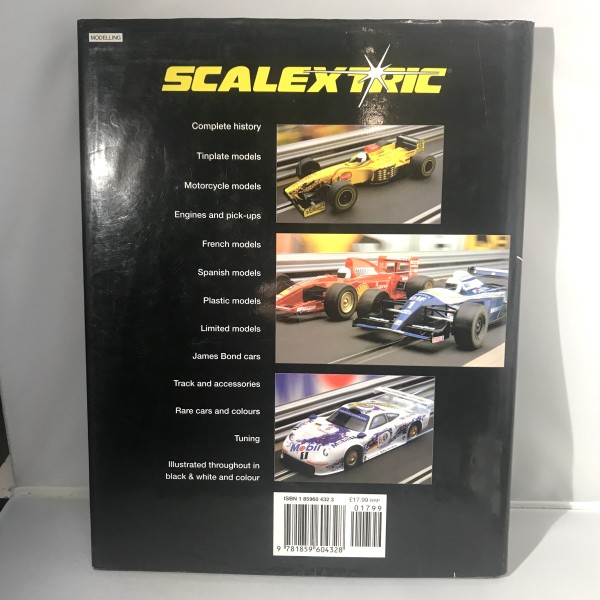 MODELLING
SCALEXTRIC
Complete history
Tinplate models
Motorcycle models
Engines and pick-ups
French models
Spanish models
Plastic models
Limited models
James Bond cars
Track and accessories
Rare cars and colours
Tuning
Illustrated throughout in
black & white and colour
Mobil
1
ISBN 1 85960 432 3
£17.99 RRP
01799
9 781859 604328